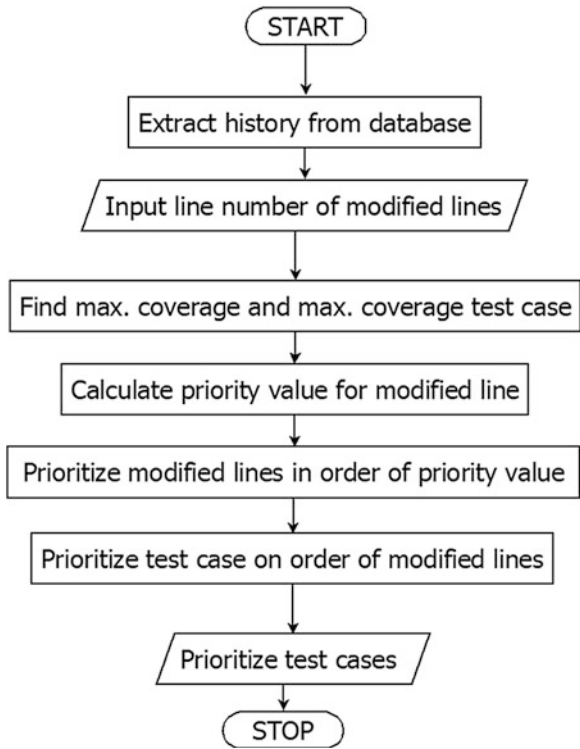 START
Extract history from database
Input line number of modified lines
Find max. coverage and max. coverage test case
Calculate priority value for modified line
Prioritize modified lines in order of priority value
Prioritize test case on order of modified lines
Prioritize test cases
STOP